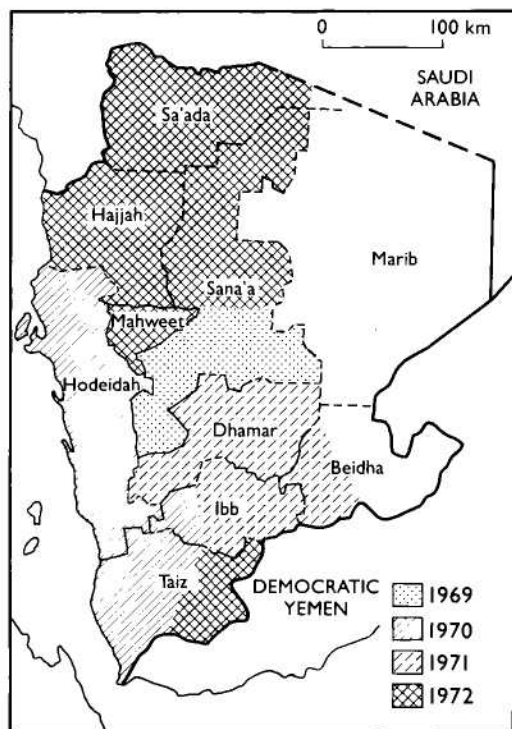 0 100 km
SAUDI
ARABIA
Sa'ada
Hajjah
Marib
Sana'a
Mahweet
Hodeidah
Dhamar
Beidha
Ibb
Taiz
DEMOCRATIC
YEMEN
1969
1970
1971
1972